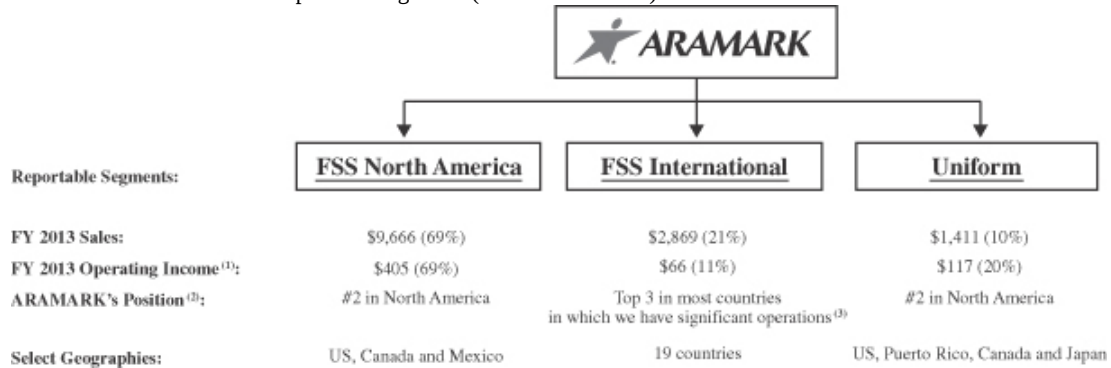 ARAMARK
Reportable Segments:
FSS North America
FSS International
Uniform
FY 2013 Sales:
$9,666 (69%)
$2,869 (21%)
$1,411 (10%)
FY 2013 Operating Income (1):
$405 (69%)
$66 (11%)
$117 (20%)
ARAMARK's Position (2):
#2 in North America
Top 3 in most countries
in which we have significant operations (3)
#2 in North America
Select Geographies:
US, Canada and Mexico
19 countries
US, Puerto Rico, Canada and Japan